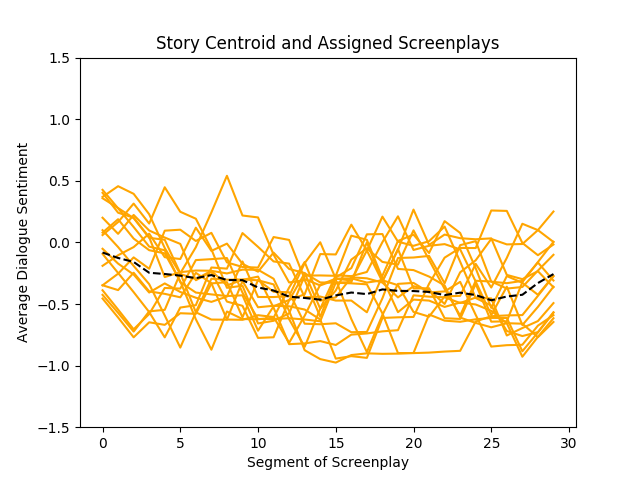 Story Centroid and Assigned Screenplays
1.5
1.0
0.5
0.0
−0.5
−1.0
−1.5
Average Dialogue Sentiment
0 5 10 15 20 25 30
Segment of Screenplay